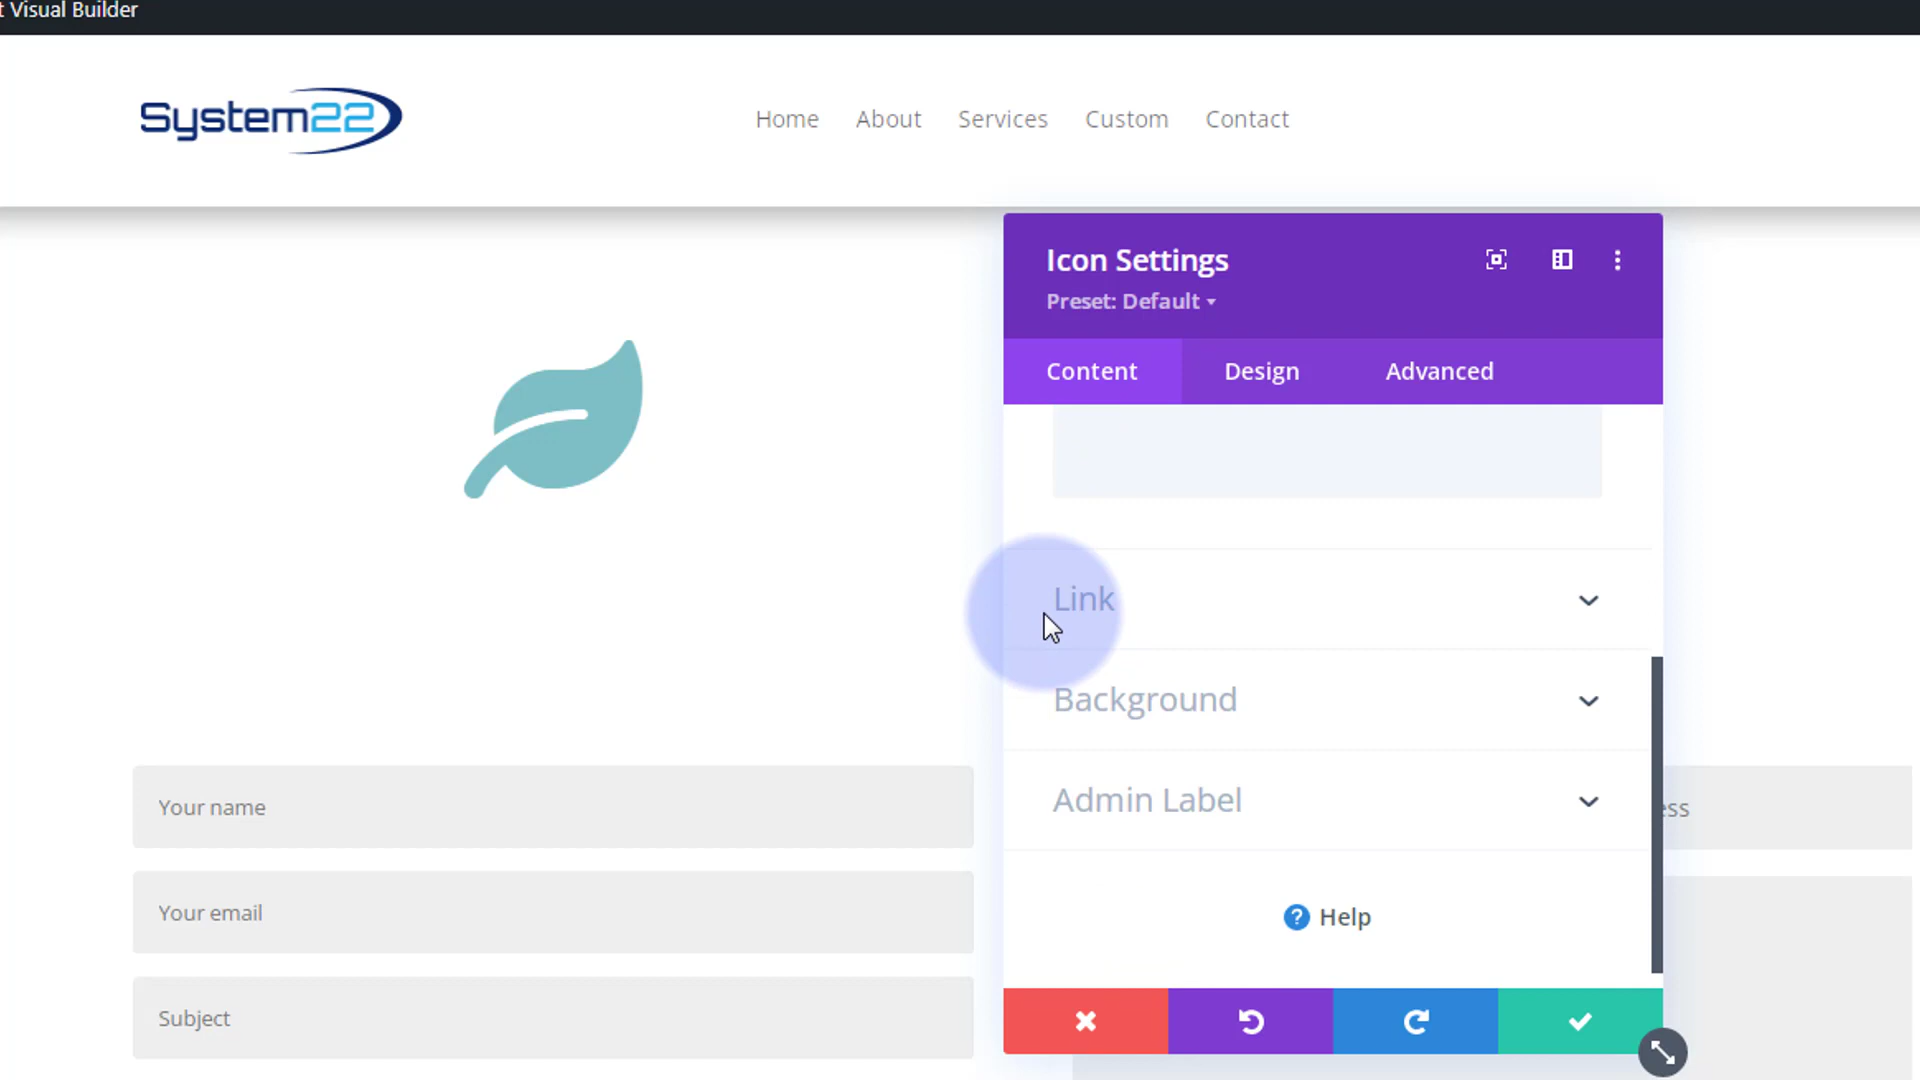 t Visual Builder
System22
Home
About
Services
Custom
Contact
Icon Settings
Preset: Default
Content
Design
Advanced
Link
Background
Admin Label
Help
Your name
Your email
Subject
ess